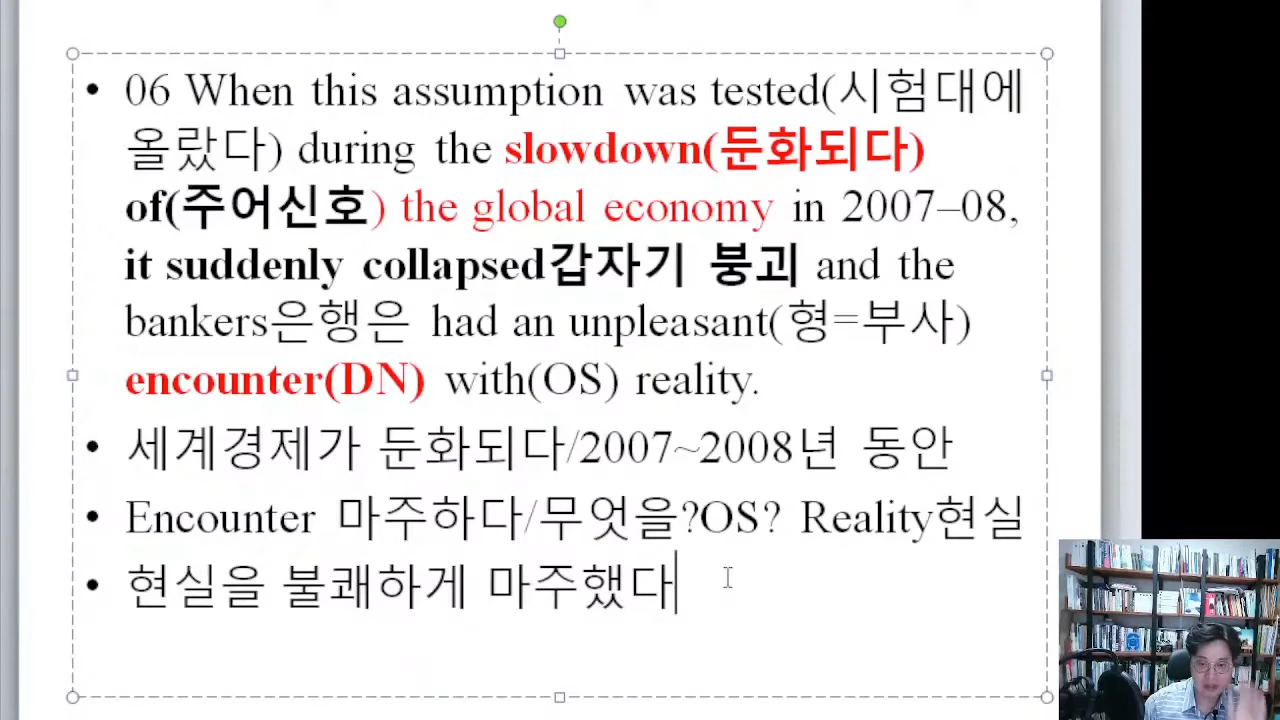 • 06 When this assumption was tested(시험대에
올랐다) during the slowdown(둔화되다)
of(주어신호) the global economy in 2007–08,
it suddenly collapsed갑자기 붕괴 and the
bankers은행은 had an unpleasant(형=부사)
encounter(DN) with(OS) reality.
• 세계경제가 둔화되다/2007~2008년 동안
• Encounter 마주하다/무엇을?OS? Reality현실
• 현실을 불쾌하게 마주했다